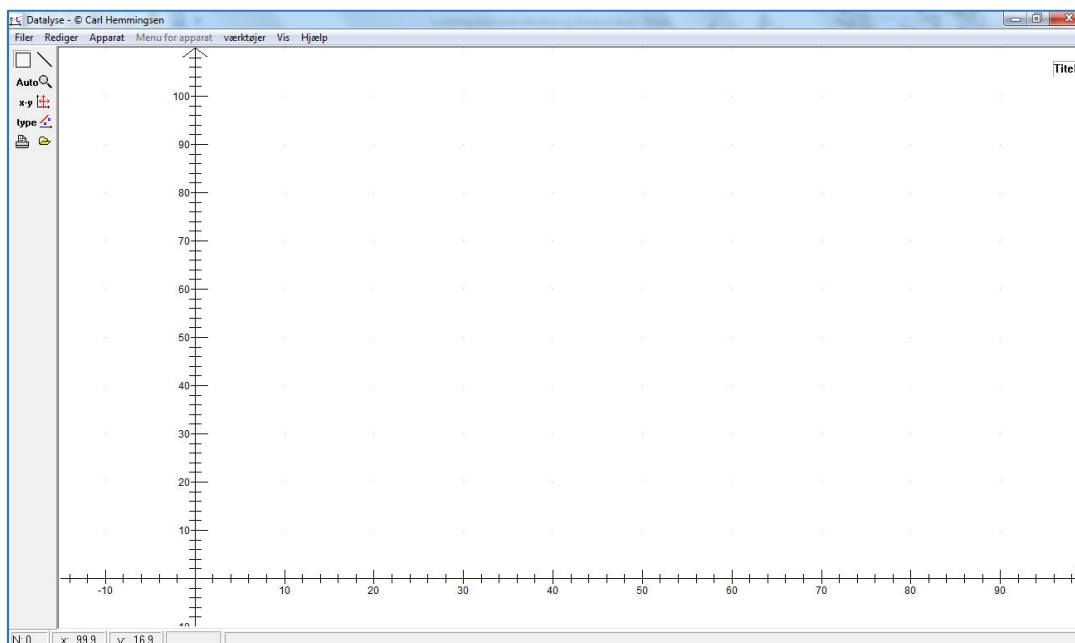 Datalyse - © Carl Hemmingsen
Filer Rediger Apparat Menu for apparat værktøjer Vis Hjælp
Auto
x-y
type
Titel
100
90
80
70
60
50
40
30
20
10
-10 10 20 30 40 50 60 70 80 90
N: 0 x: 99.9 y: 16.9